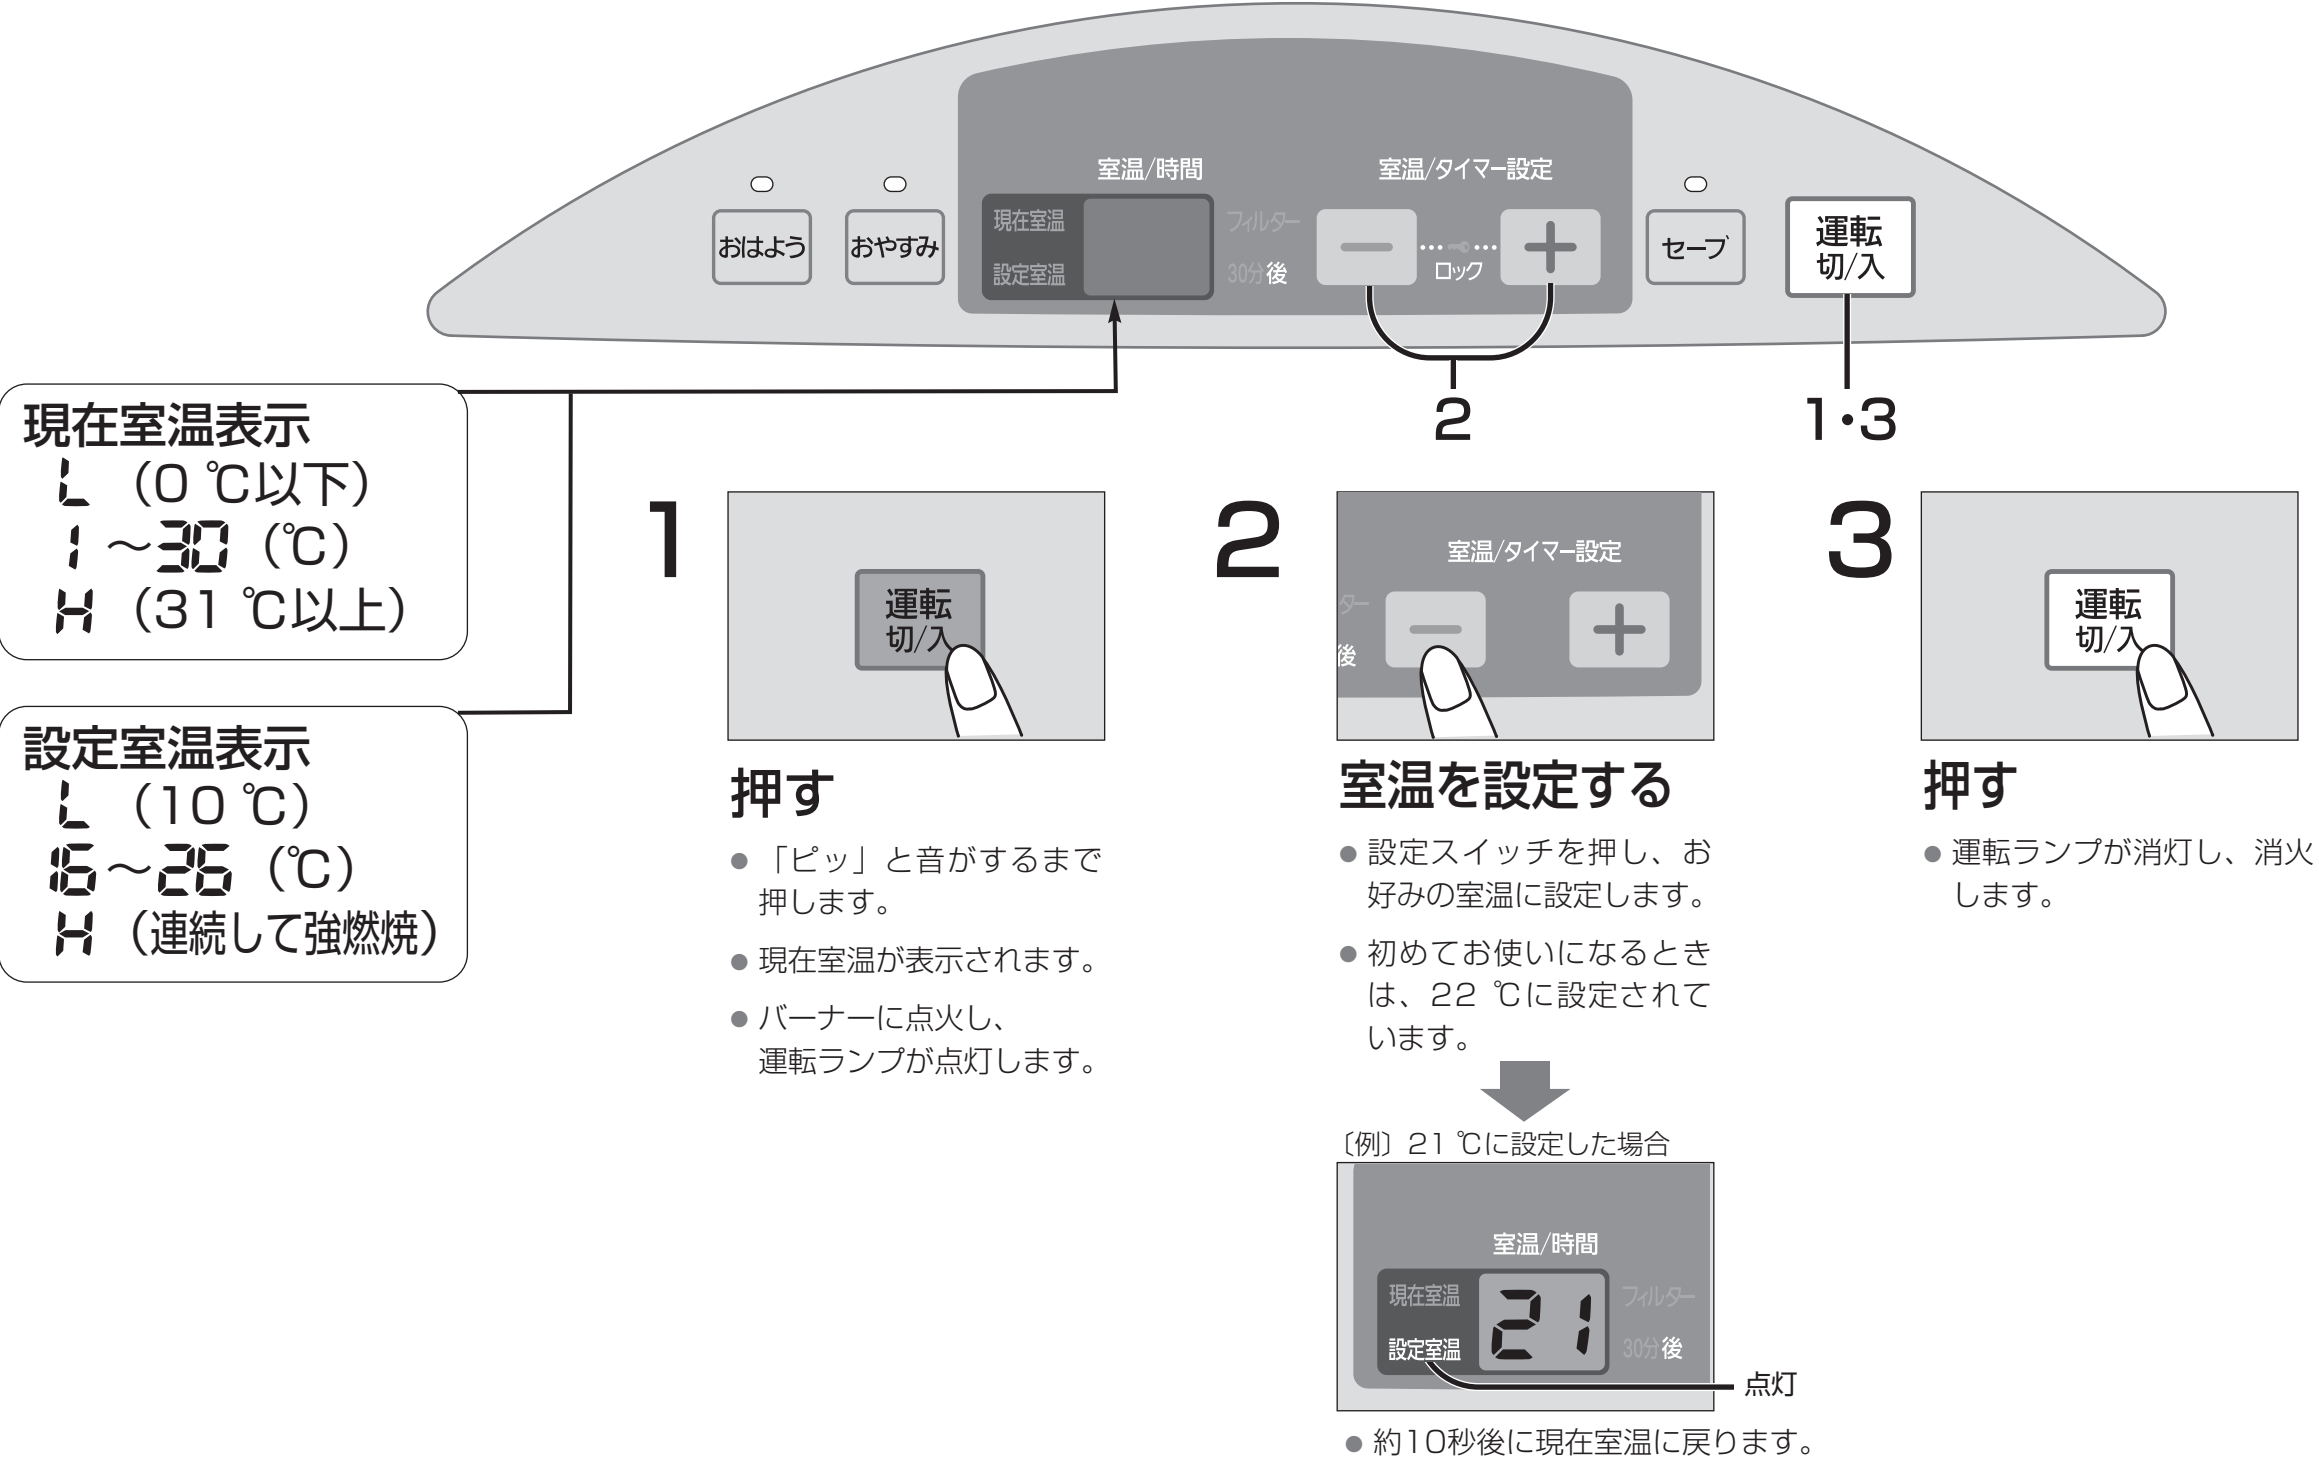 室温/時間
室温/タイマー設定
おはよう
おやすみ
現在室温
設定室温
フィルター
30分後
ロック
セーブ
運転
切/入
2
1・3
現在室温表示
L（0 ℃以下）
1～30（℃）
H（31 ℃以上）
設定室温表示
L（10 ℃）
16～26（℃）
H（連続して強燃焼）
1
運転
切/入
押す
● 「ピッ」と音がするまで
押します。
● 現在室温が表示されます。
● バーナーに点火し、
運転ランプが点灯します。
2
室温/タイマー設定
ター
後
室温を設定する
● 設定スイッチを押し、お
好みの室温に設定します。
● 初めてお使いになるとき
は、22 ℃に設定されて
います。
〔例〕21 ℃に設定した場合
室温/時間
現在室温
設定室温
21
フィルター
30分後
点灯
● 約10秒後に現在室温に戻ります。
3
運転
切/入
押す
● 運転ランプが消灯し、消火
します。